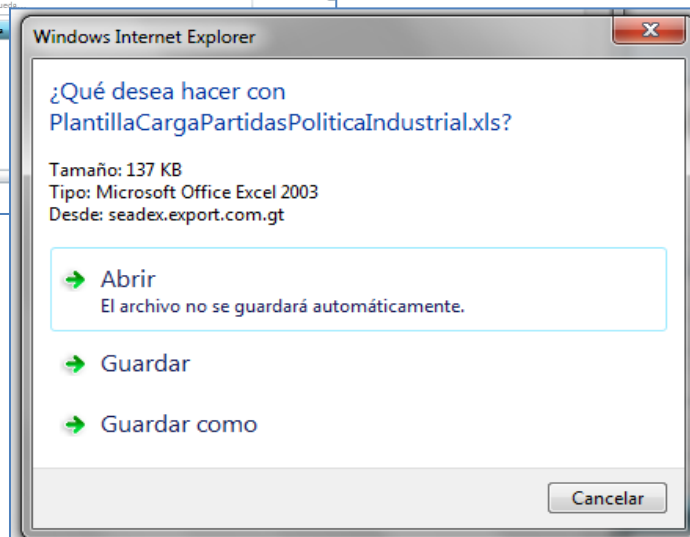 ueda
Windows Internet Explorer
¿Qué desea hacer con
PlantillaCargaPartidasPoliticaIndustrial.xls?
Tamaño: 137 KB
Tipo: Microsoft Office Excel 2003
Desde: seadex.export.com.gt
Abrir
El archivo no se guardará automáticamente.
Guardar
Guardar como
Cancelar